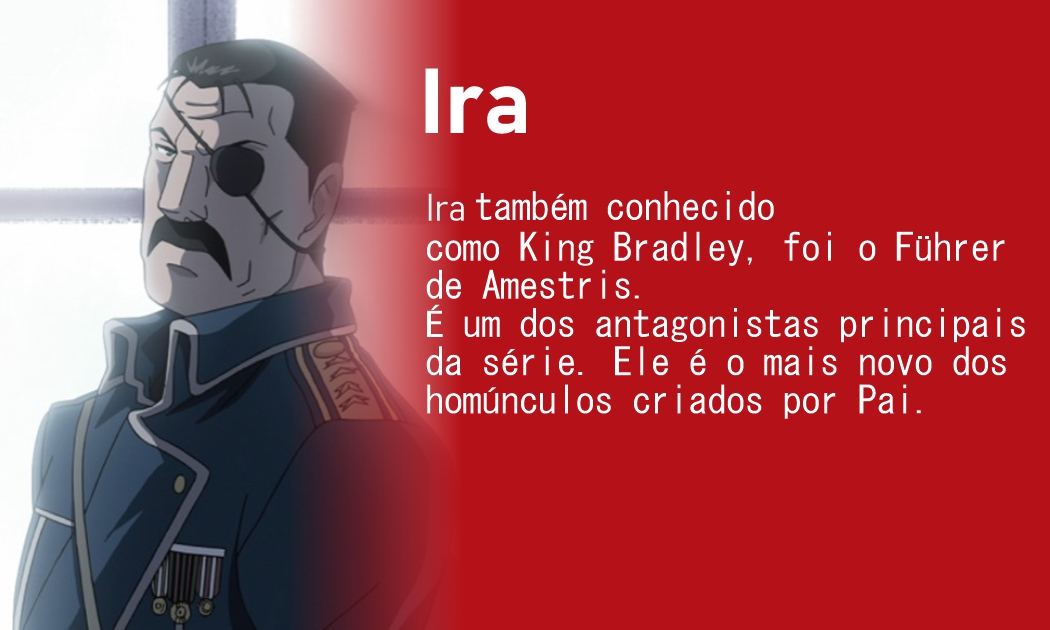 Ira
Ira também conhecido
como King Bradley, foi o Führer
de Amestris.
É um dos antagonistas principais
da série. Ele é o mais novo dos
homúnculos criados por Pai.